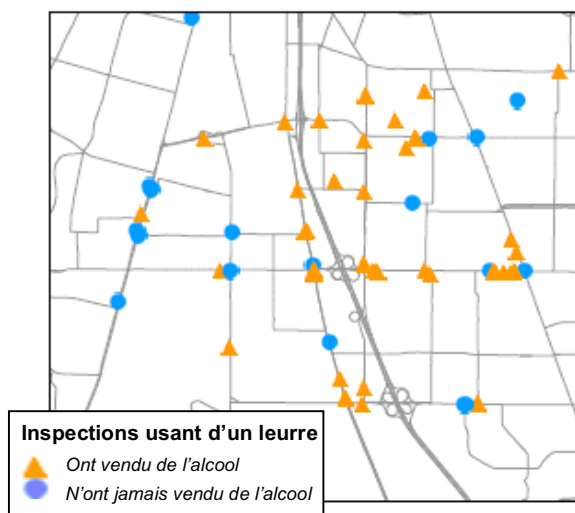 Inspections usant d'un leurre
Ont vendu de l'alcool
N'ont jamais vendu de l'alcool